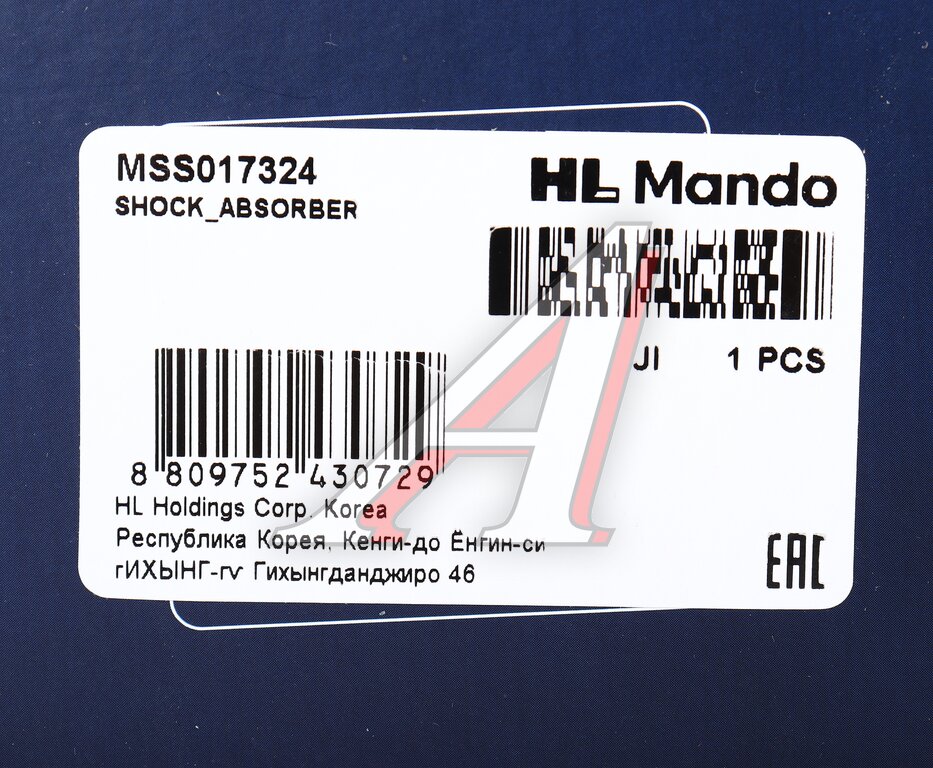 MSS017324
SHOCK_ABSORBER
HL Mando
JI 1 PCS
8 809752 430729
HL Holdings Corp. Korea
Республика Корея, Кенги-до Ёнгин-си
гИХЫНГ-гу Гихынгданджиро 46
EAC